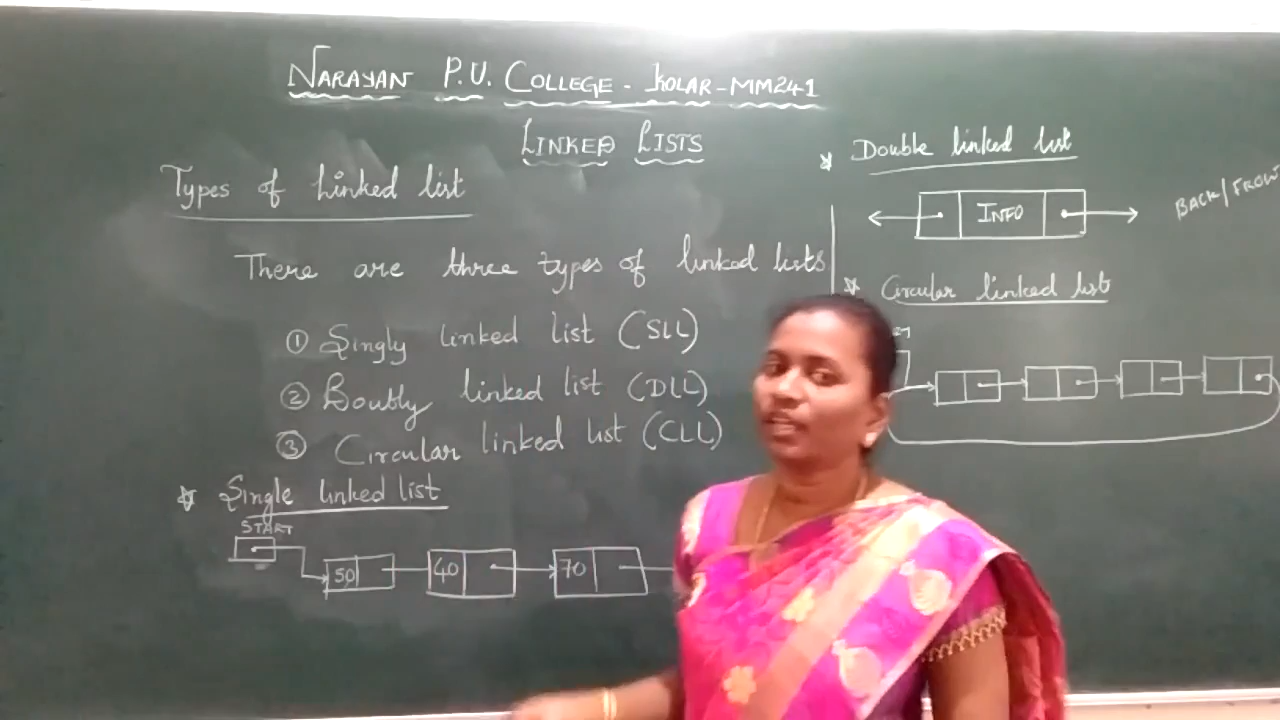 NARAYAN P.U. COLLEGE - KOLAR - MM241
LINKED LISTS
Types of Linked list
There are three types of linked lists
① Singly linked list (SLL)
② Doubly linked list (DLL)
③ Circular linked list (CLL)
* Single linked list
START
50 40 70
* Double linked list
INFO
BACK/FROW
* Circular linked list